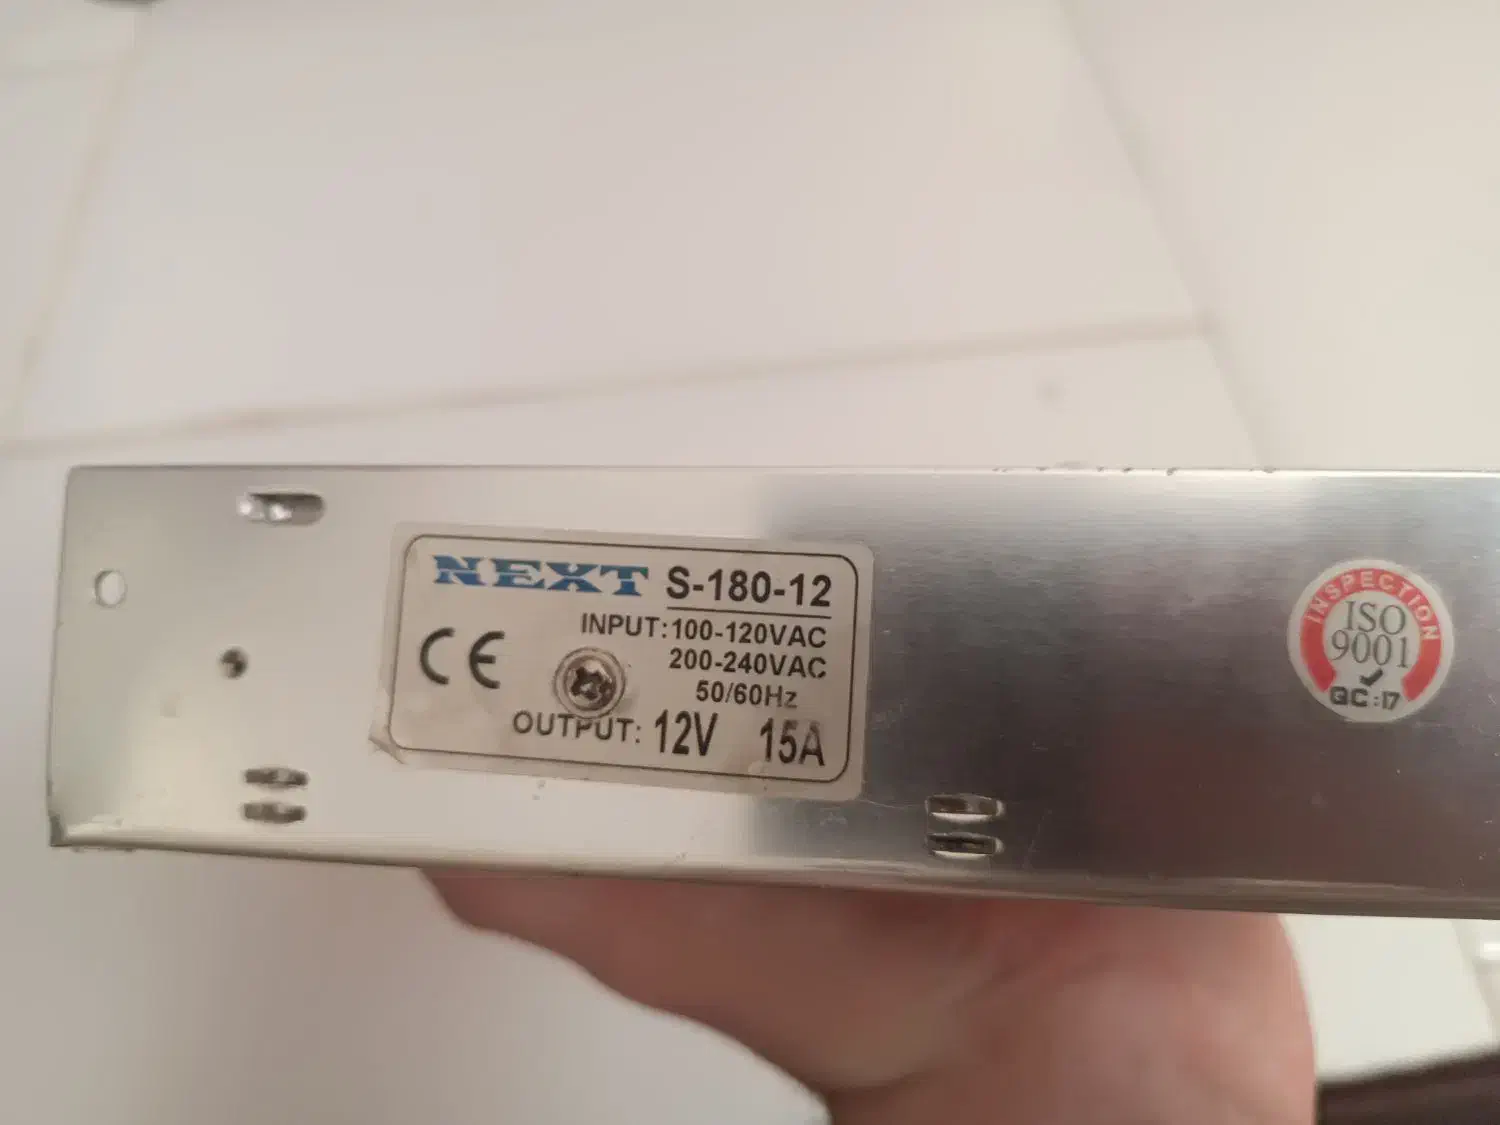 NEXT S-180-12
INPUT:100-120VAC
200-240VAC
50/60Hz
CE
OUTPUT: 12V 15A
INSPECTION
ISO
9001
QC:17